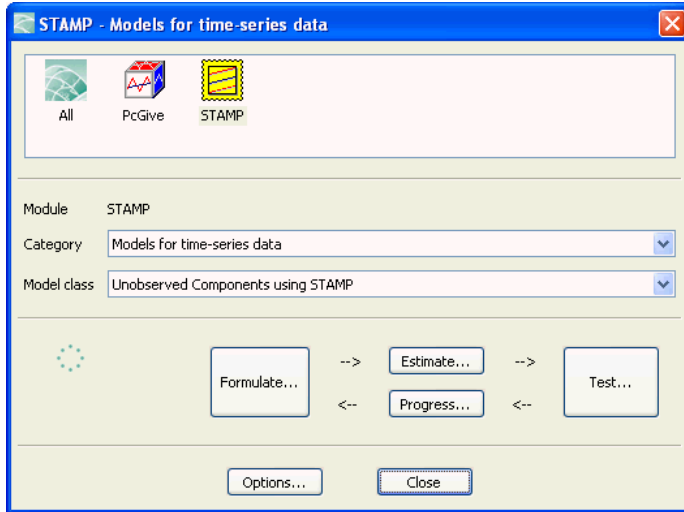 STAMP - Models for time-series data
All PcGive STAMP
Module STAMP
Category Models for time-series data
Model class Unobserved Components using STAMP
Formulate... --> Estimate... --> Test...
<-- Progress... <--
Options... Close